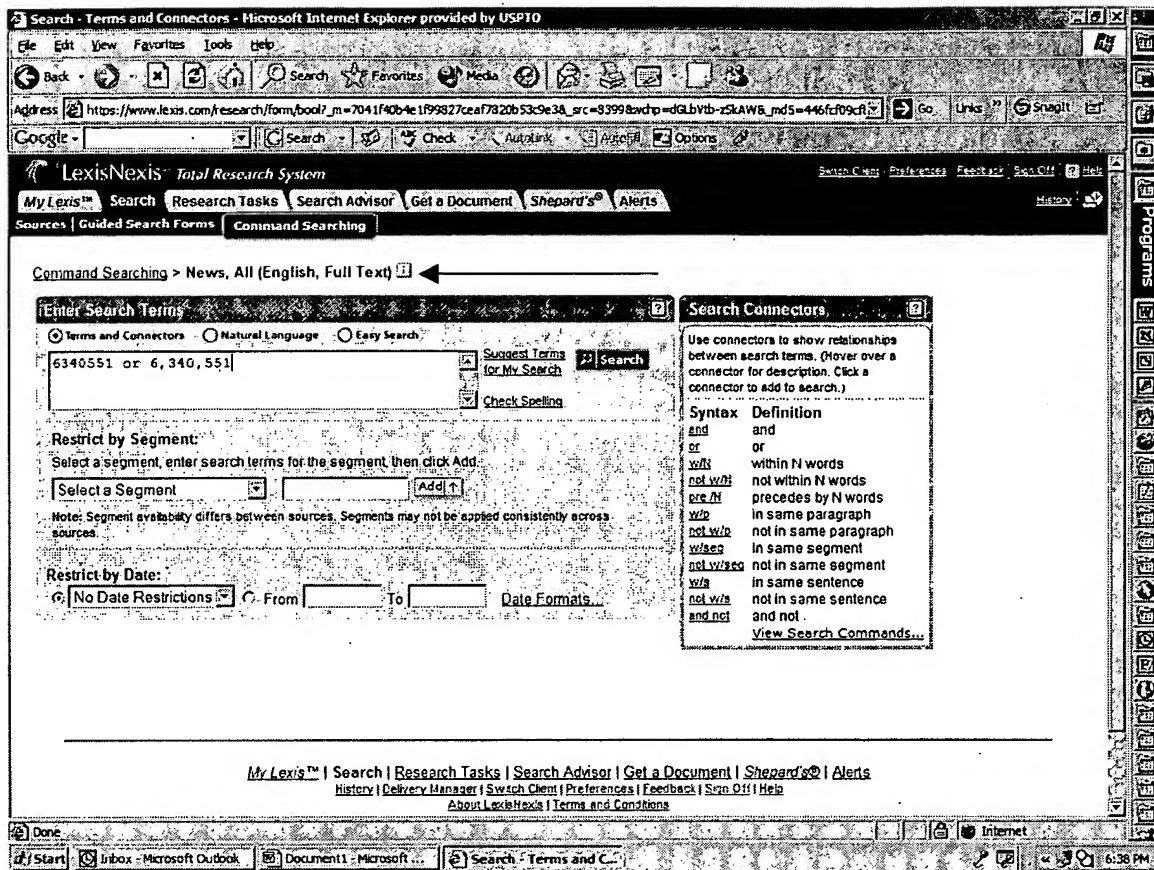 Search - Terms and Connectors - Microsoft Internet Explorer provided by USPTO
File Edit View Favorites Tools Help
Back Search Favorites Media
Address https://www.lexis.com/research/form/bool?_m=7041f40b4e1f99827ceaf7820b53c9e3&_src=8399&wchp=dGLbVtb-zSkAW&_md5=446fcf09cft Go Links » SnagIt
Google - Search Check AutoLink AutoFill Options
LexisNexis™ Total Research System
Switch Client Preferences Feedback Sign Off ? Help
My Lexis™ Search Research Tasks Search Advisor Get a Document Shepard's® Alerts
History
Sources | Guided Search Forms | Command Searching
Command Searching > News, All (English, Full Text) i
Enter Search Terms ?
Terms and Connectors Natural Language Easy Search
6340551 or 6,340,551
Suggest Terms for My Search
Search
Check Spelling
Restrict by Segment:
Select a segment, enter search terms for the segment, then click Add.
Select a Segment Add ↑
Note: Segment availability differs between sources. Segments may not be applied consistently across
sources.
Restrict by Date:
No Date Restrictions From To Date Formats...
Search Connectors ?
Use connectors to show relationships
between search terms. (Hover over a
connector for description. Click a
connector to add to search.)
Syntax Definition
and and
or or
w/N within N words
not w/N not within N words
pre /N precedes by N words
w/p in same paragraph
not w/p not in same paragraph
w/seg in same segment
not w/seg not in same segment
w/s in same sentence
not w/s not in same sentence
and not and not
View Search Commands...
My Lexis™ | Search | Research Tasks | Search Advisor | Get a Document | Shepard's® | Alerts
History | Delivery Manager | Switch Client | Preferences | Feedback | Sign Off | Help
About LexisNexis | Terms and Conditions
Done Internet
Start Inbox - Microsoft Outlook Document1 - Microsoft ... Search - Terms and C... « 6:38 PM
Programs